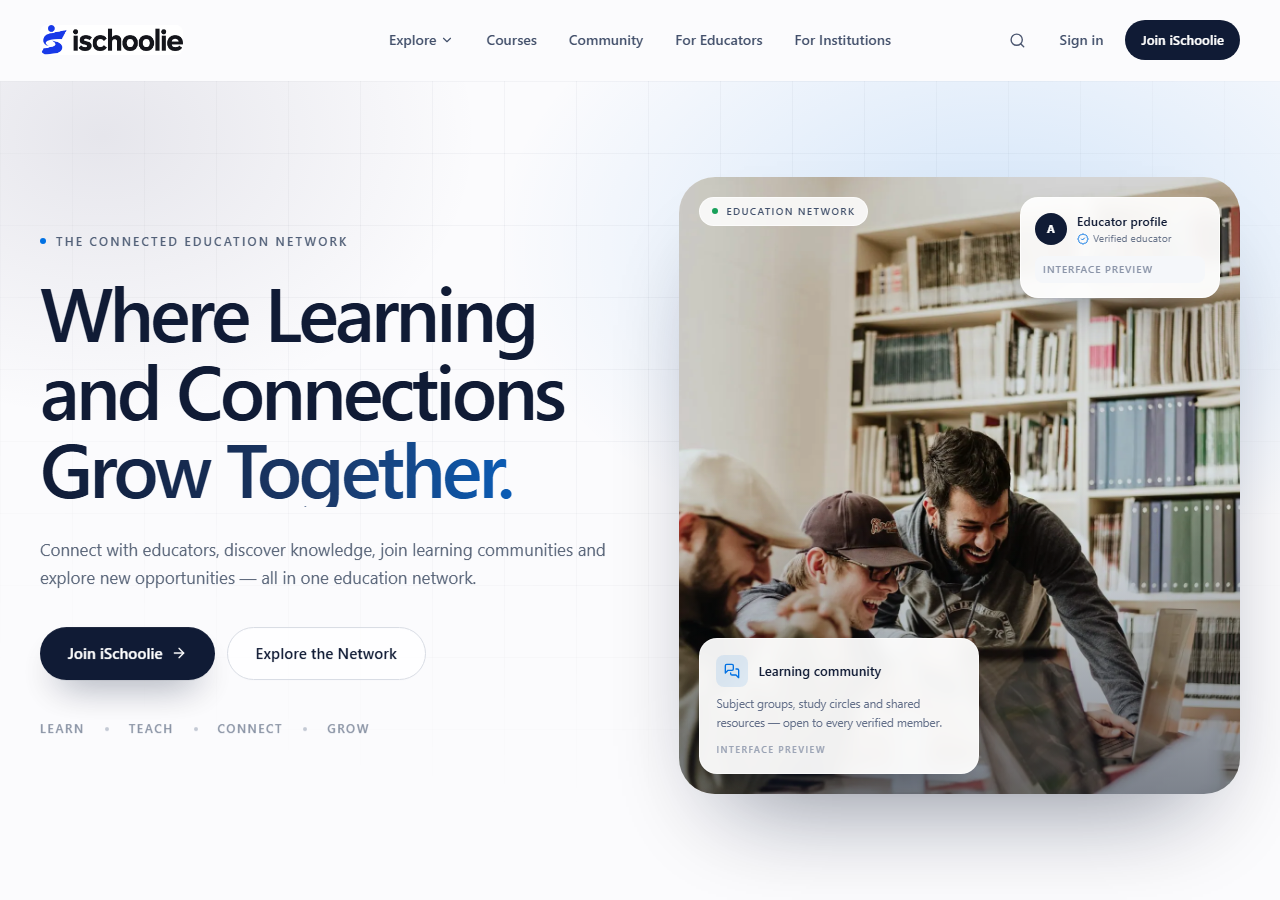 ischoolie
Explore
Courses
Community
For Educators
For Institutions
Sign in
Join iSchoolie
THE CONNECTED EDUCATION NETWORK
Where Learning
and Connections
Grow Together.
Connect with educators, discover knowledge, join learning communities and
explore new opportunities — all in one education network.
Join iSchoolie
Explore the Network
LEARN • TEACH • CONNECT • GROW
EDUCATION NETWORK
A
Educator profile
Verified educator
INTERFACE PREVIEW
Learning community
Subject groups, study circles and shared
resources — open to every verified member.
INTERFACE PREVIEW